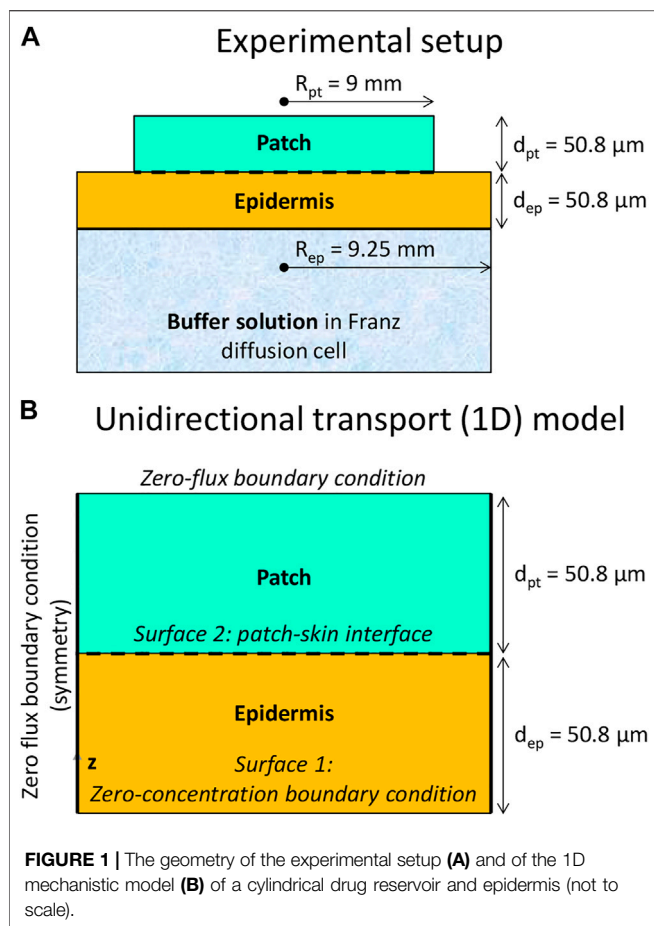 A
Experimental setup
R_pt = 9 mm
Patch
d_pt = 50.8 µm
Epidermis
d_ep = 50.8 µm
R_ep = 9.25 mm
Buffer solution in Franz
diffusion cell
B
Unidirectional transport (1D) model
Zero-flux boundary condition
Zero flux boundary condition
(symmetry)
Patch
d_pt = 50.8 µm
Surface 2: patch-skin interface
Epidermis
d_ep = 50.8 µm
z
Surface 1:
Zero-concentration boundary condition
FIGURE 1 | The geometry of the experimental setup (A) and of the 1D
mechanistic model (B) of a cylindrical drug reservoir and epidermis (not to
scale).